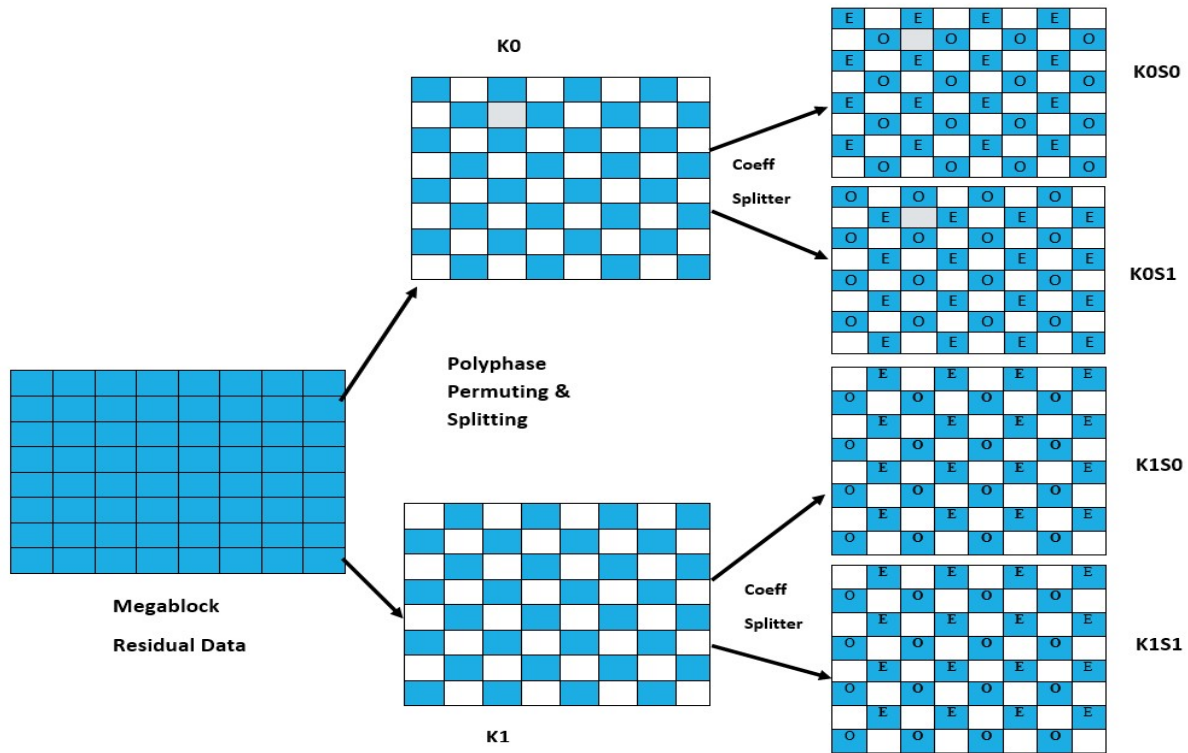 K0
E E E E
O O O O
E E E E
O O O O
E E E E
O O O O
E E E E
O O O O
K0S0
Coeff
Splitter
O O O O
E E E E
O O O O
E E E E
O O O O
E E E E
O O O O
E E E E
K0S1
Polyphase
Permuting &
Splitting
Megablock
Residual Data
E E E E
O O O O
E E E E
O O O O
E E E E
O O O O
E E E E
O O O O
K1S0
Coeff
Splitter
E E E E
O O O O
E E E E
O O O O
E E E E
O O O O
E E E E
O O O O
K1S1
K1